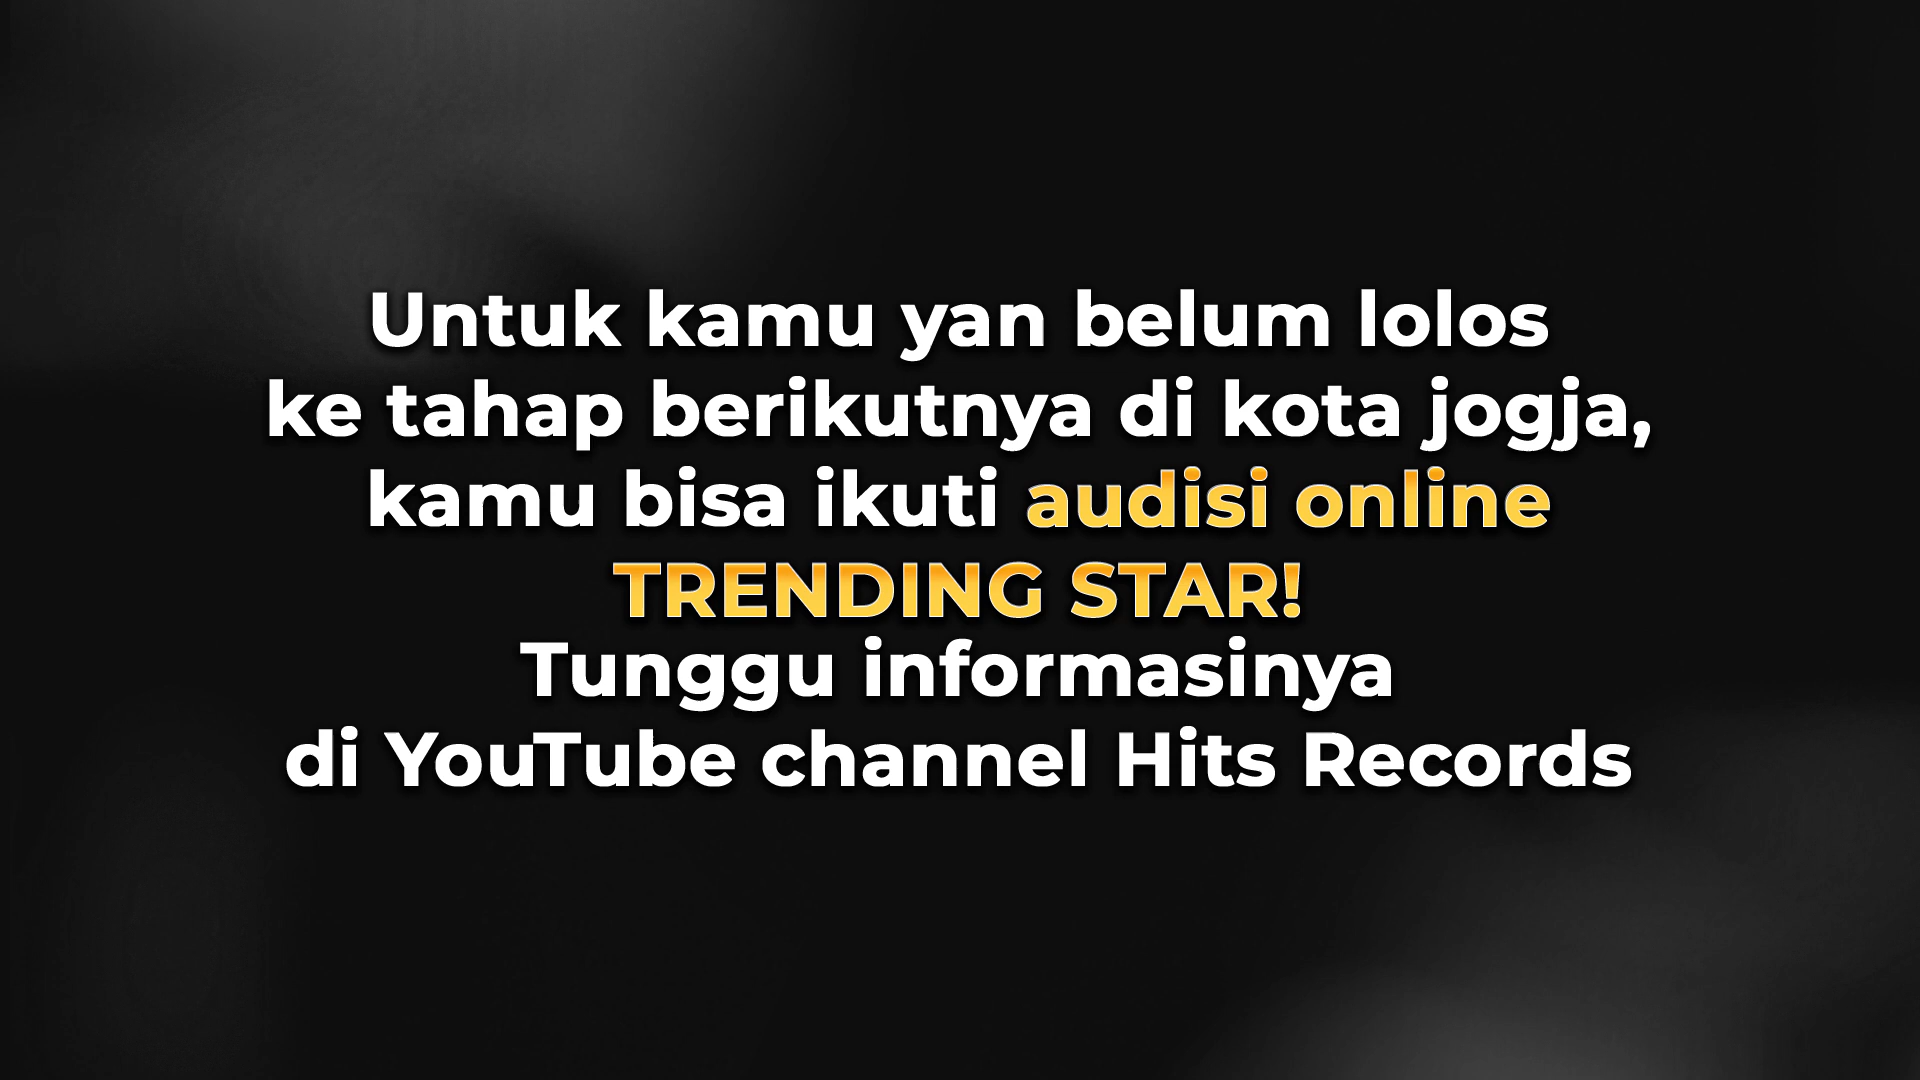 Untuk kamu yan belum lolos
ke tahap berikutnya di kota jogja,
kamu bisa ikuti audisi online
TRENDING STAR!
Tunggu informasinya
di YouTube channel Hits Records